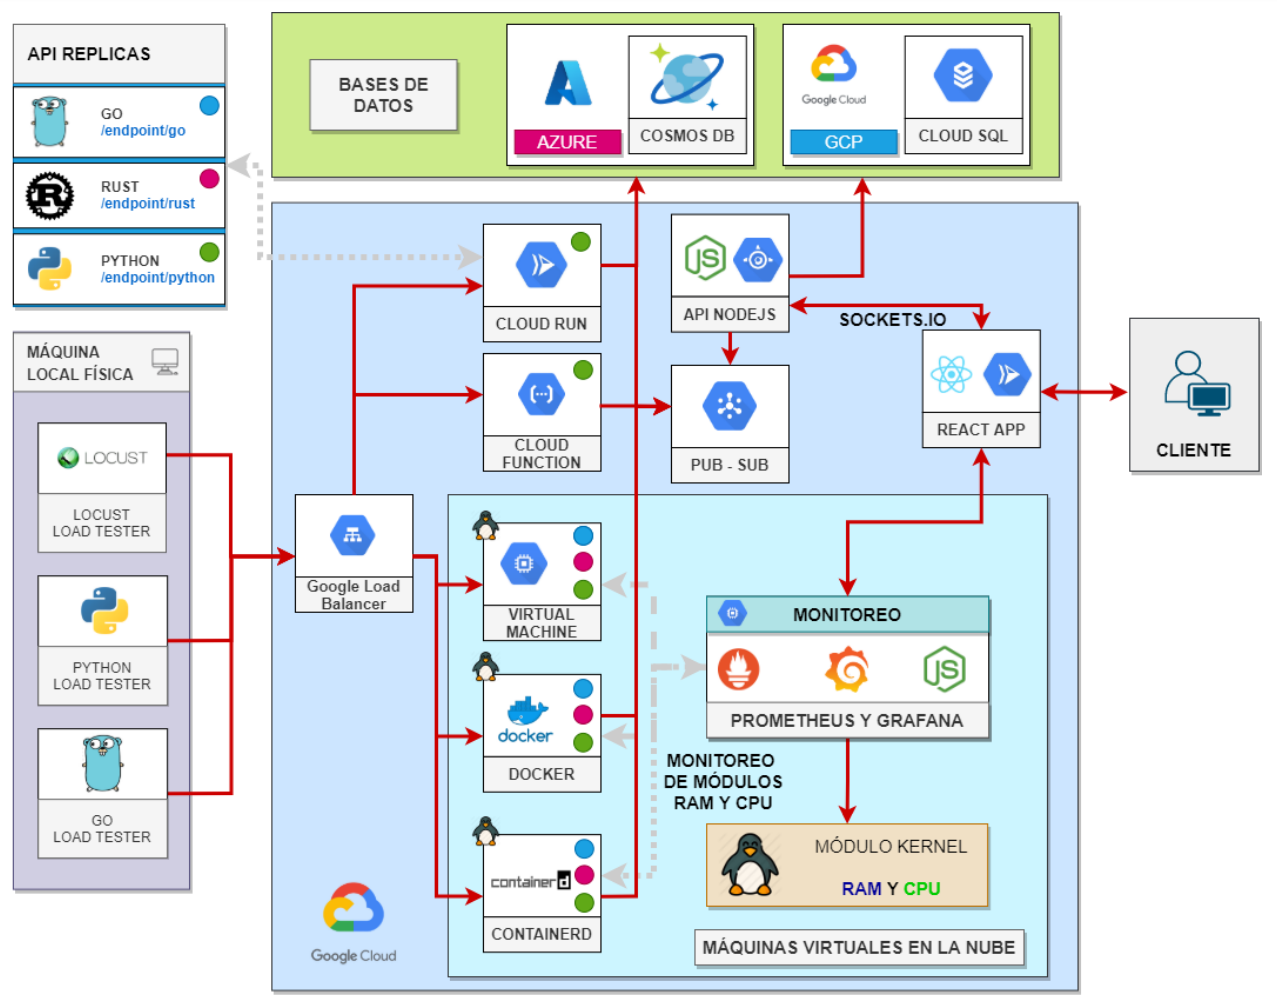 API REPLICAS
GO
/endpoint/go
RUST
/endpoint/rust
PYTHON
/endpoint/python
BASES DE
DATOS
AZURE
COSMOS DB
Google Cloud
GCP
CLOUD SQL
MÁQUINA
LOCAL FÍSICA
LOCUST
LOCUST
LOAD TESTER
PYTHON
LOAD TESTER
GO
LOAD TESTER
Google Load
Balancer
CLOUD RUN
CLOUD
FUNCTION
JS
API NODEJS
SOCKETS.IO
PUB - SUB
REACT APP
CLIENTE
VIRTUAL
MACHINE
docker
DOCKER
containerd
CONTAINERD
MONITOREO
JS
PROMETHEUS Y GRAFANA
MONITOREO
DE MÓDULOS
RAM Y CPU
MÓDULO KERNEL
RAM Y CPU
MÁQUINAS VIRTUALES EN LA NUBE
Google Cloud